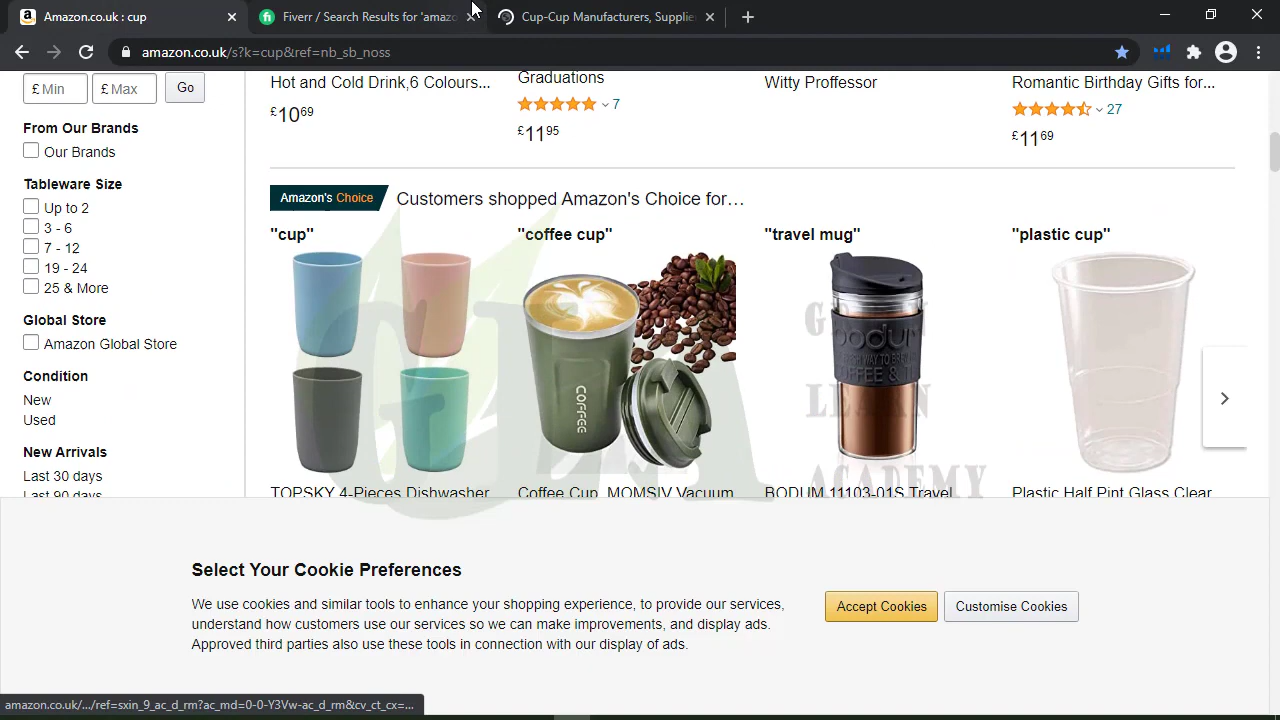 Amazon.co.uk : cup
Fiverr / Search Results for 'amazo
Cup-Cup Manufacturers, Supplie
amazon.co.uk/s?k=cup&ref=nb_sb_noss
£ Min £ Max Go
From Our Brands
Our Brands
Tableware Size
Up to 2
3 - 6
7 - 12
19 - 24
25 & More
Global Store
Amazon Global Store
Condition
New
Used
New Arrivals
Last 30 days
Last 90 days
Hot and Cold Drink,6 Colours...
£10 69
Graduations
7
£11 95
Witty Proffessor
Romantic Birthday Gifts for...
27
£11 69
Amazon's Choice Customers shopped Amazon's Choice for…
"cup" "coffee cup" "travel mug" "plastic cup"
COFFEE
bodum
GREEN
LEARN
ACADEMY
GLA
TOPSKY 4-Pieces Dishwasher
Coffee Cup, MOMSIV Vacuum
BODUM 11103-01S Travel
Plastic Half Pint Glass Clear
Select Your Cookie Preferences
We use cookies and similar tools to enhance your shopping experience, to provide our services,
understand how customers use our services so we can make improvements, and display ads.
Approved third parties also use these tools in connection with our display of ads.
Accept Cookies Customise Cookies
amazon.co.uk/.../ref=sxin_9_ac_d_rm?ac_md=0-0-Y3Vw-ac_d_rm&cv_ct_cx=...